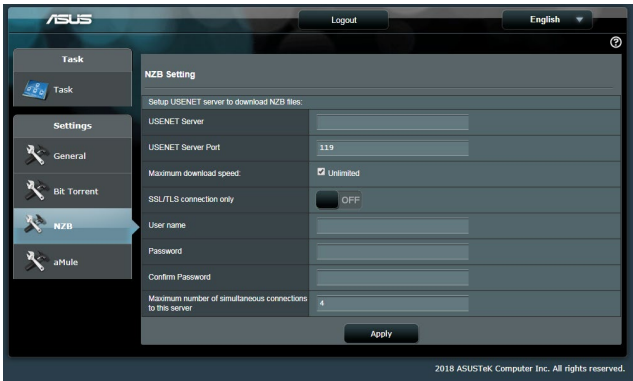 ASUS
Logout
English
Task
Task
Settings
General
Bit Torrent
NZB
aMule
NZB Setting
Setup USENET server to download NZB files:
USENET Server
USENET Server Port
119
Maximum download speed:
Unlimited
SSL/TLS connection only
OFF
User name
Password
Confirm Password
Maximum number of simultaneous connections
to this server
4
Apply
2018 ASUSTeK Computer Inc. All rights reserved.